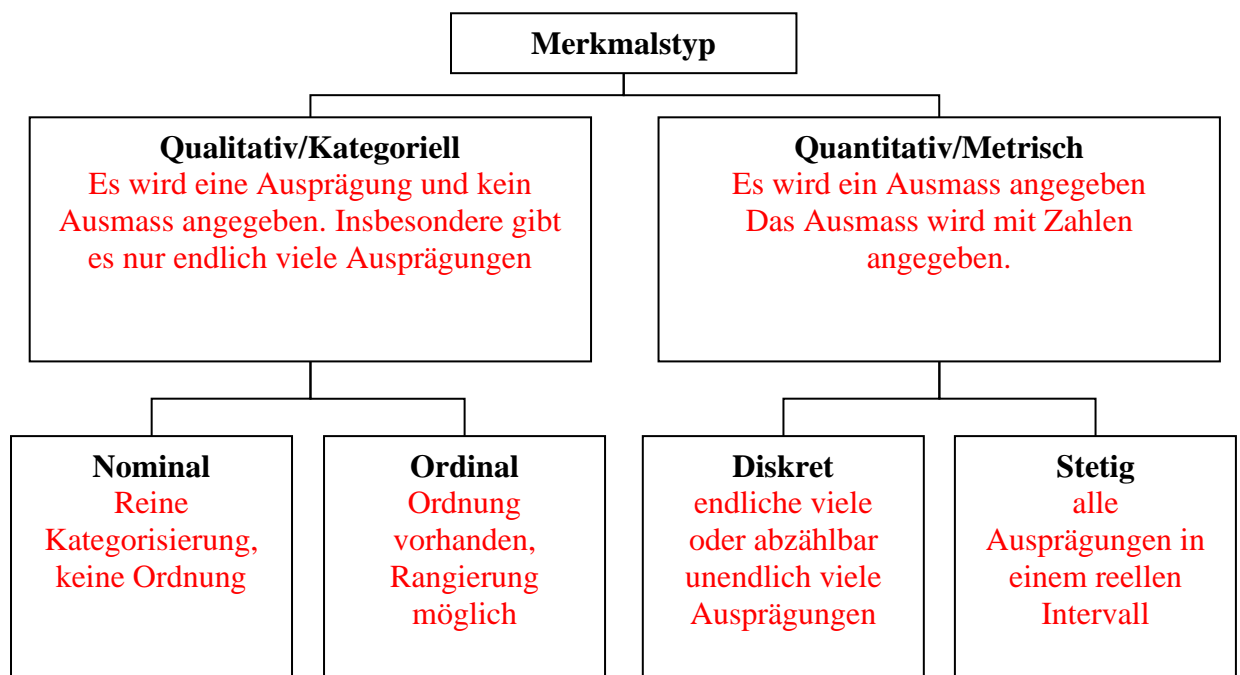 Merkmalstyp
Qualitativ/Kategoriell
Es wird eine Ausprägung und kein
Ausmass angegeben. Insbesondere gibt
es nur endlich viele Ausprägungen
Quantitativ/Metrisch
Es wird ein Ausmass angegeben
Das Ausmass wird mit Zahlen
angegeben.
Nominal
Reine
Kategorisierung,
keine Ordnung
Ordinal
Ordnung
vorhanden,
Rangierung
möglich
Diskret
endliche viele
oder abzählbar
unendlich viele
Ausprägungen
Stetig
alle
Ausprägungen in
einem reellen
Intervall